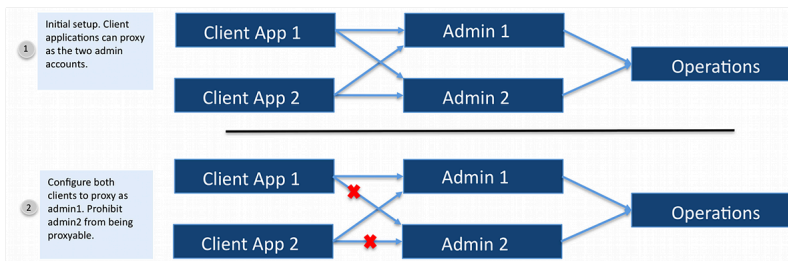 Initial setup. Client
applications can proxy
as the two admin
accounts.
1
Client App 1
Admin 1
Operations
Client App 2
Admin 2
Configure both
clients to proxy as
admin1. Prohibit
admin2 from being
proxyable.
2
Client App 1
Admin 1
Operations
Client App 2
Admin 2